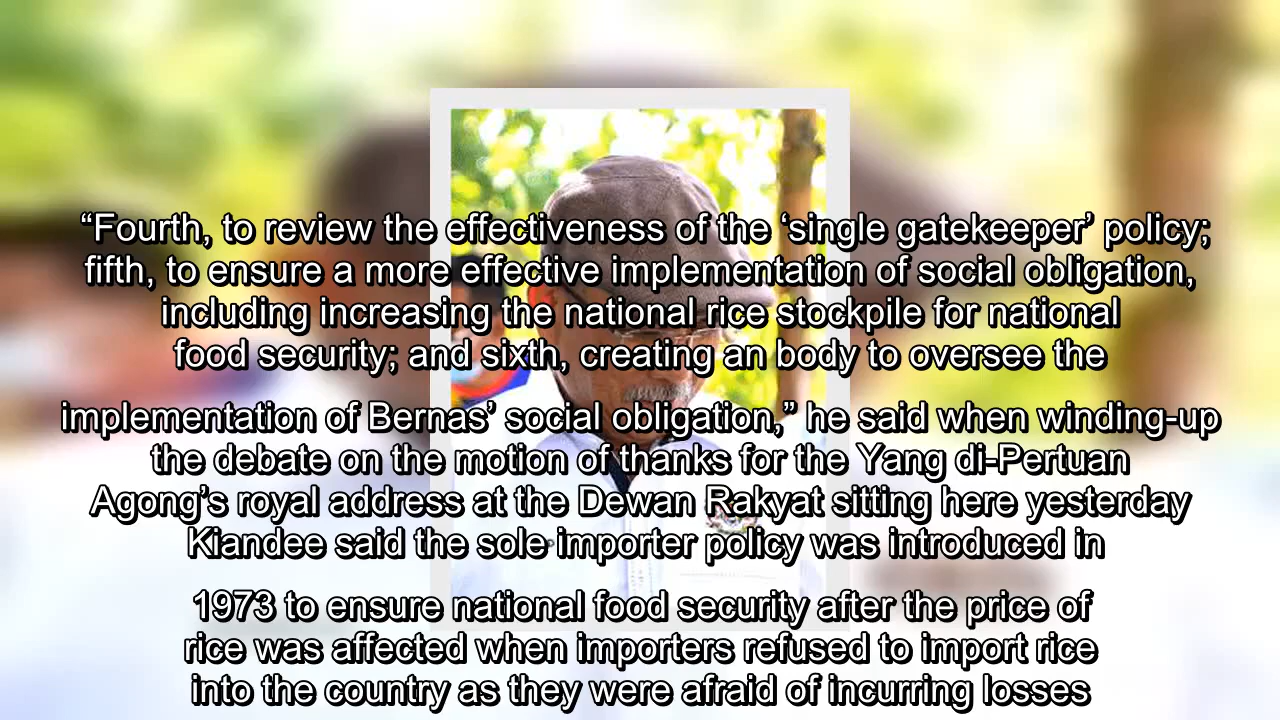 “Fourth, to review the effectiveness of the ‘single gatekeeper’ policy;
fifth, to ensure a more effective implementation of social obligation,
including increasing the national rice stockpile for national
food security; and sixth, creating an body to oversee the
implementation of Bernas’ social obligation,” he said when winding-up
the debate on the motion of thanks for the Yang di-Pertuan
Agong’s royal address at the Dewan Rakyat sitting here yesterday
Kiandee said the sole importer policy was introduced in
1973 to ensure national food security after the price of
rice was affected when importers refused to import rice
into the country as they were afraid of incurring losses